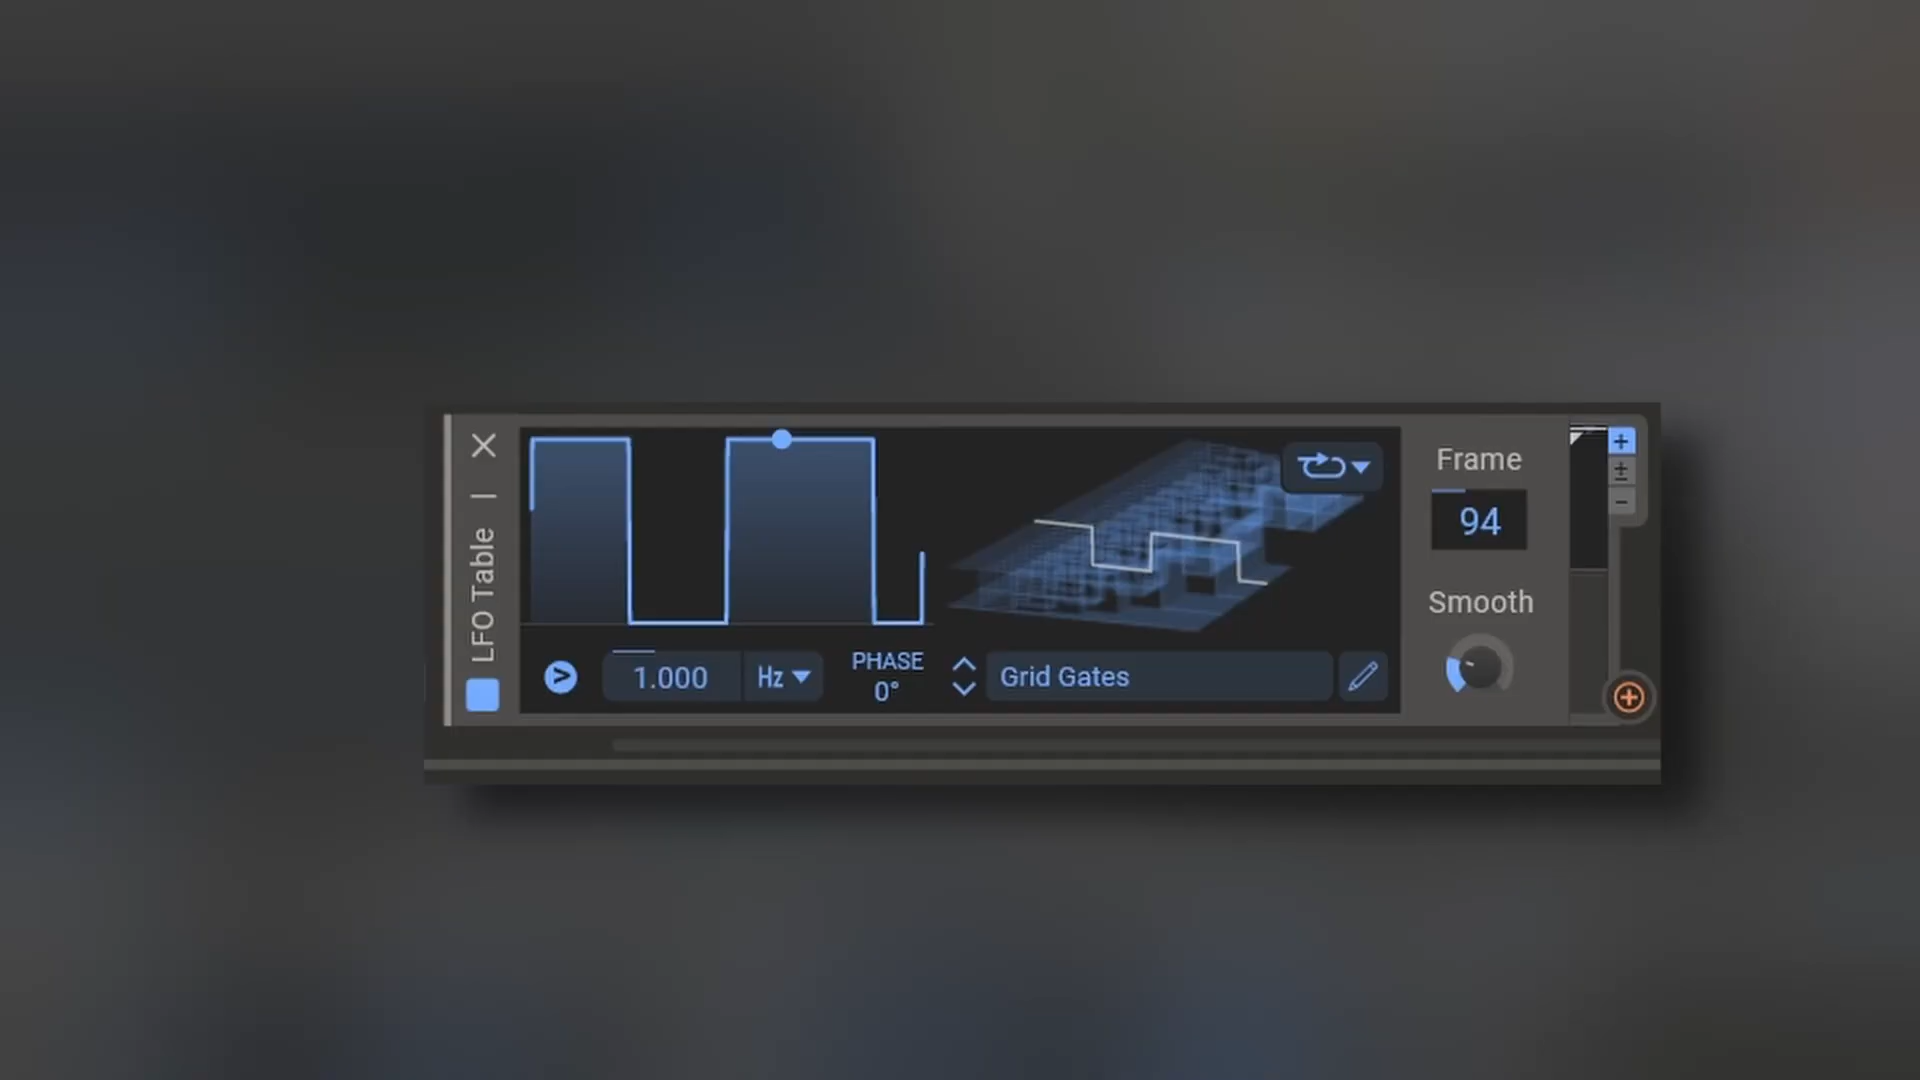 LFO Table
1.000
Hz
PHASE
0°
Grid Gates
Frame
94
Smooth